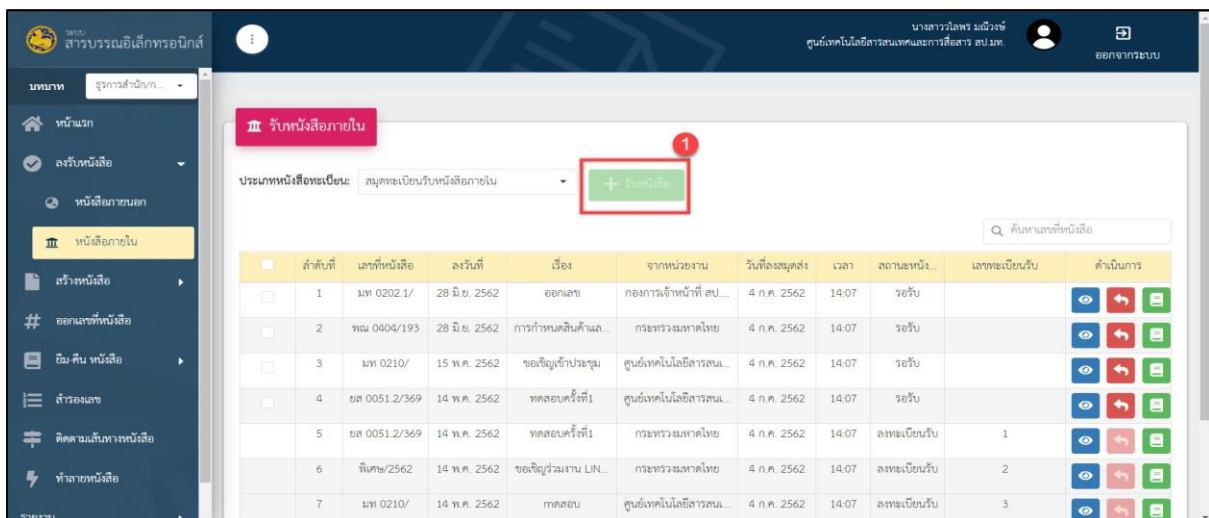 ระบบ
สารบรรณอิเล็กทรอนิกส์
นางสาววไลพร มณีวงษ์
ศูนย์เทคโนโลยีสารสนเทศและการสื่อสาร สป.มท.
ออกจากระบบ
บทบาท ธุรการสำนัก/ก...
หน้าแรก
ลงรับหนังสือ
หนังสือภายนอก
หนังสือภายใน
สร้างหนังสือ
ออกเลขที่หนังสือ
ยืม-คืน หนังสือ
สำรองเลข
ติดตามเส้นทางหนังสือ
ทำลายหนังสือ
รายงาน
รับหนังสือภายใน
1
ประเภทหนังสือทะเบียน: สมุดทะเบียนรับหนังสือภายใน + รับหนังสือ
ค้นหาเลขที่หนังสือ
ลำดับที่ เลขที่หนังสือ ลงวันที่ เรื่อง จากหน่วยงาน วันที่ลงสมุดส่ง เวลา สถานะหนัง... เลขทะเบียนรับ ดำเนินการ
1 มท 0202.1/ 28 มิ.ย. 2562 ออกเลข กองการเจ้าหน้าที่ สป.... 4 ก.ค. 2562 14:07 รอรับ
2 พณ 0404/193 28 มิ.ย. 2562 การกำหนดสินค้าแล... กระทรวงมหาดไทย 4 ก.ค. 2562 14:07 รอรับ
3 มท 0210/ 15 พ.ค. 2562 ขอเชิญเข้าประชุม ศูนย์เทคโนโลยีสารสนเ... 4 ก.ค. 2562 14:07 รอรับ
4 ยส 0051.2/369 14 พ.ค. 2562 ทดสอบครั้งที่1 ศูนย์เทคโนโลยีสารสนเ... 4 ก.ค. 2562 14:07 รอรับ
5 ยส 0051.2/369 14 พ.ค. 2562 ทดสอบครั้งที่1 กระทรวงมหาดไทย 4 ก.ค. 2562 14:07 ลงทะเบียนรับ 1
6 พิเศษ/2562 14 พ.ค. 2562 ขอเชิญร่วมงาน LIN... กระทรวงมหาดไทย 4 ก.ค. 2562 14:07 ลงทะเบียนรับ 2
7 มท 0210/ 14 พ.ค. 2562 mทสอบ ศูนย์เทคโนโลยีสารสนเ... 4 ก.ค. 2562 14:07 ลงทะเบียนรับ 3